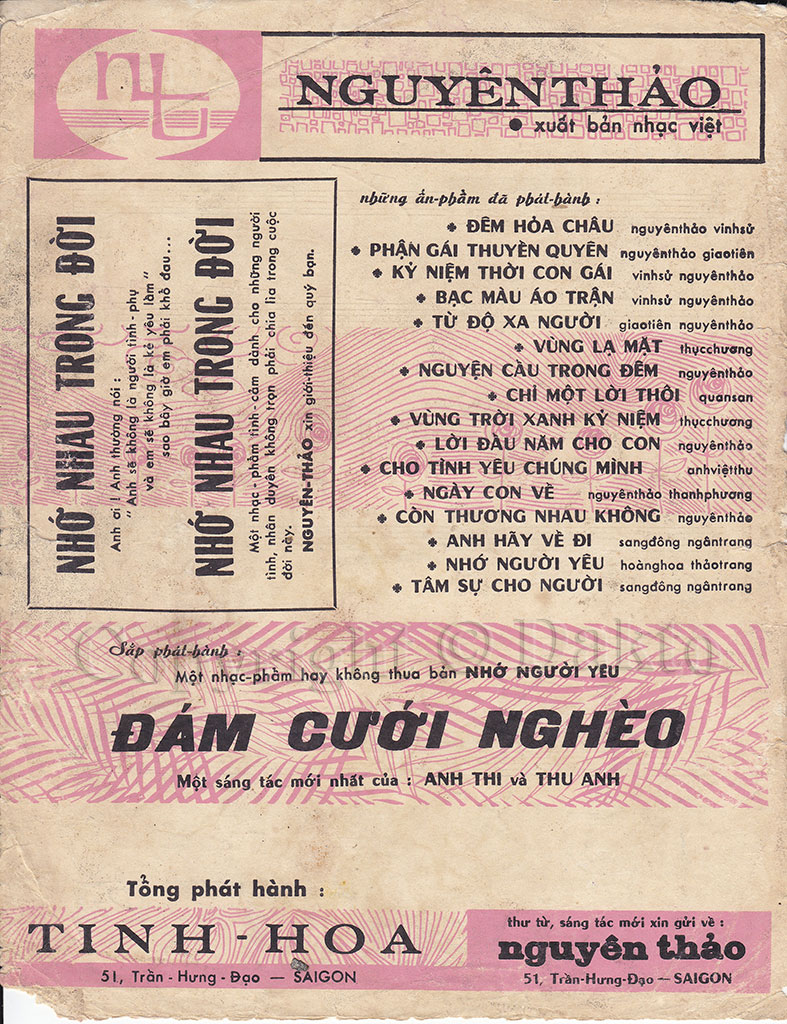 nt
NGUYÊNTHẢO
• xuất bản nhạc việt
NHỚ NHAU TRONG ĐỜI
Anh ơi ! Anh thường nói :
" Anh sẽ không là người tình - phụ
và em sẽ không là kẻ yêu lầm "
sao bây giờ em phải khổ đau...
NHỚ NHAU TRONG ĐỜI
Một nhạc - phẩm tình - cảm dành cho những người
tình, nhân duyên không trọn phải chia lìa trong cuộc
đời này.
NGUYÊN-THẢO xin giới-thiệu đến quý bạn.
những ấn-phẩm đã phát-hành :
ĐÊM HỎA CHÂU nguyênthảo vinhsử
PHẬN GÁI THUYỀN QUYÊN nguyênthảo giaotiên
KỶ NIỆM THỜI CON GÁI vinhsử nguyênthảo
BẠC MÀU ÁO TRẬN vinhsử nguyênthảo
TỪ ĐỘ XA NGƯỜI giaotiên nguyênthảo
VÙNG LẠ MẶT thụcchương
NGUYỆN CẦU TRONG ĐÊM nguyênthảo
CHỈ MỘT LỜI THÔI quansan
VÙNG TRỜI XANH KỶ NIỆM thụcchương
LỜI ĐẦU NĂM CHO CON nguyênthảo
CHO TÌNH YÊU CHÚNG MÌNH anhviệtthu
NGÀY CON VỀ nguyênthảo thanhphương
CÒN THƯƠNG NHAU KHÔNG nguyênthảo
ANH HÃY VỀ ĐI sangđông ngântrang
NHỚ NGƯỜI YÊU hoànghoa thảotrang
TÂM SỰ CHO NGƯỜI sangđông ngântrang
Copyright © Daktu
Sắp phát-hành :
Một nhạc-phẩm hay không thua bản NHỚ NGƯỜI YÊU
ĐÁM CƯỚI NGHÈO
Một sáng tác mới nhất của : ANH THI và THU ANH
Tổng phát hành :
TINH - HOA
51, Trần - Hưng - Đạo — SAIGON
thư từ, sáng tác mới xin gửi về :
nguyên thảo
51, Trần-Hưng-Đạo — SAIGON